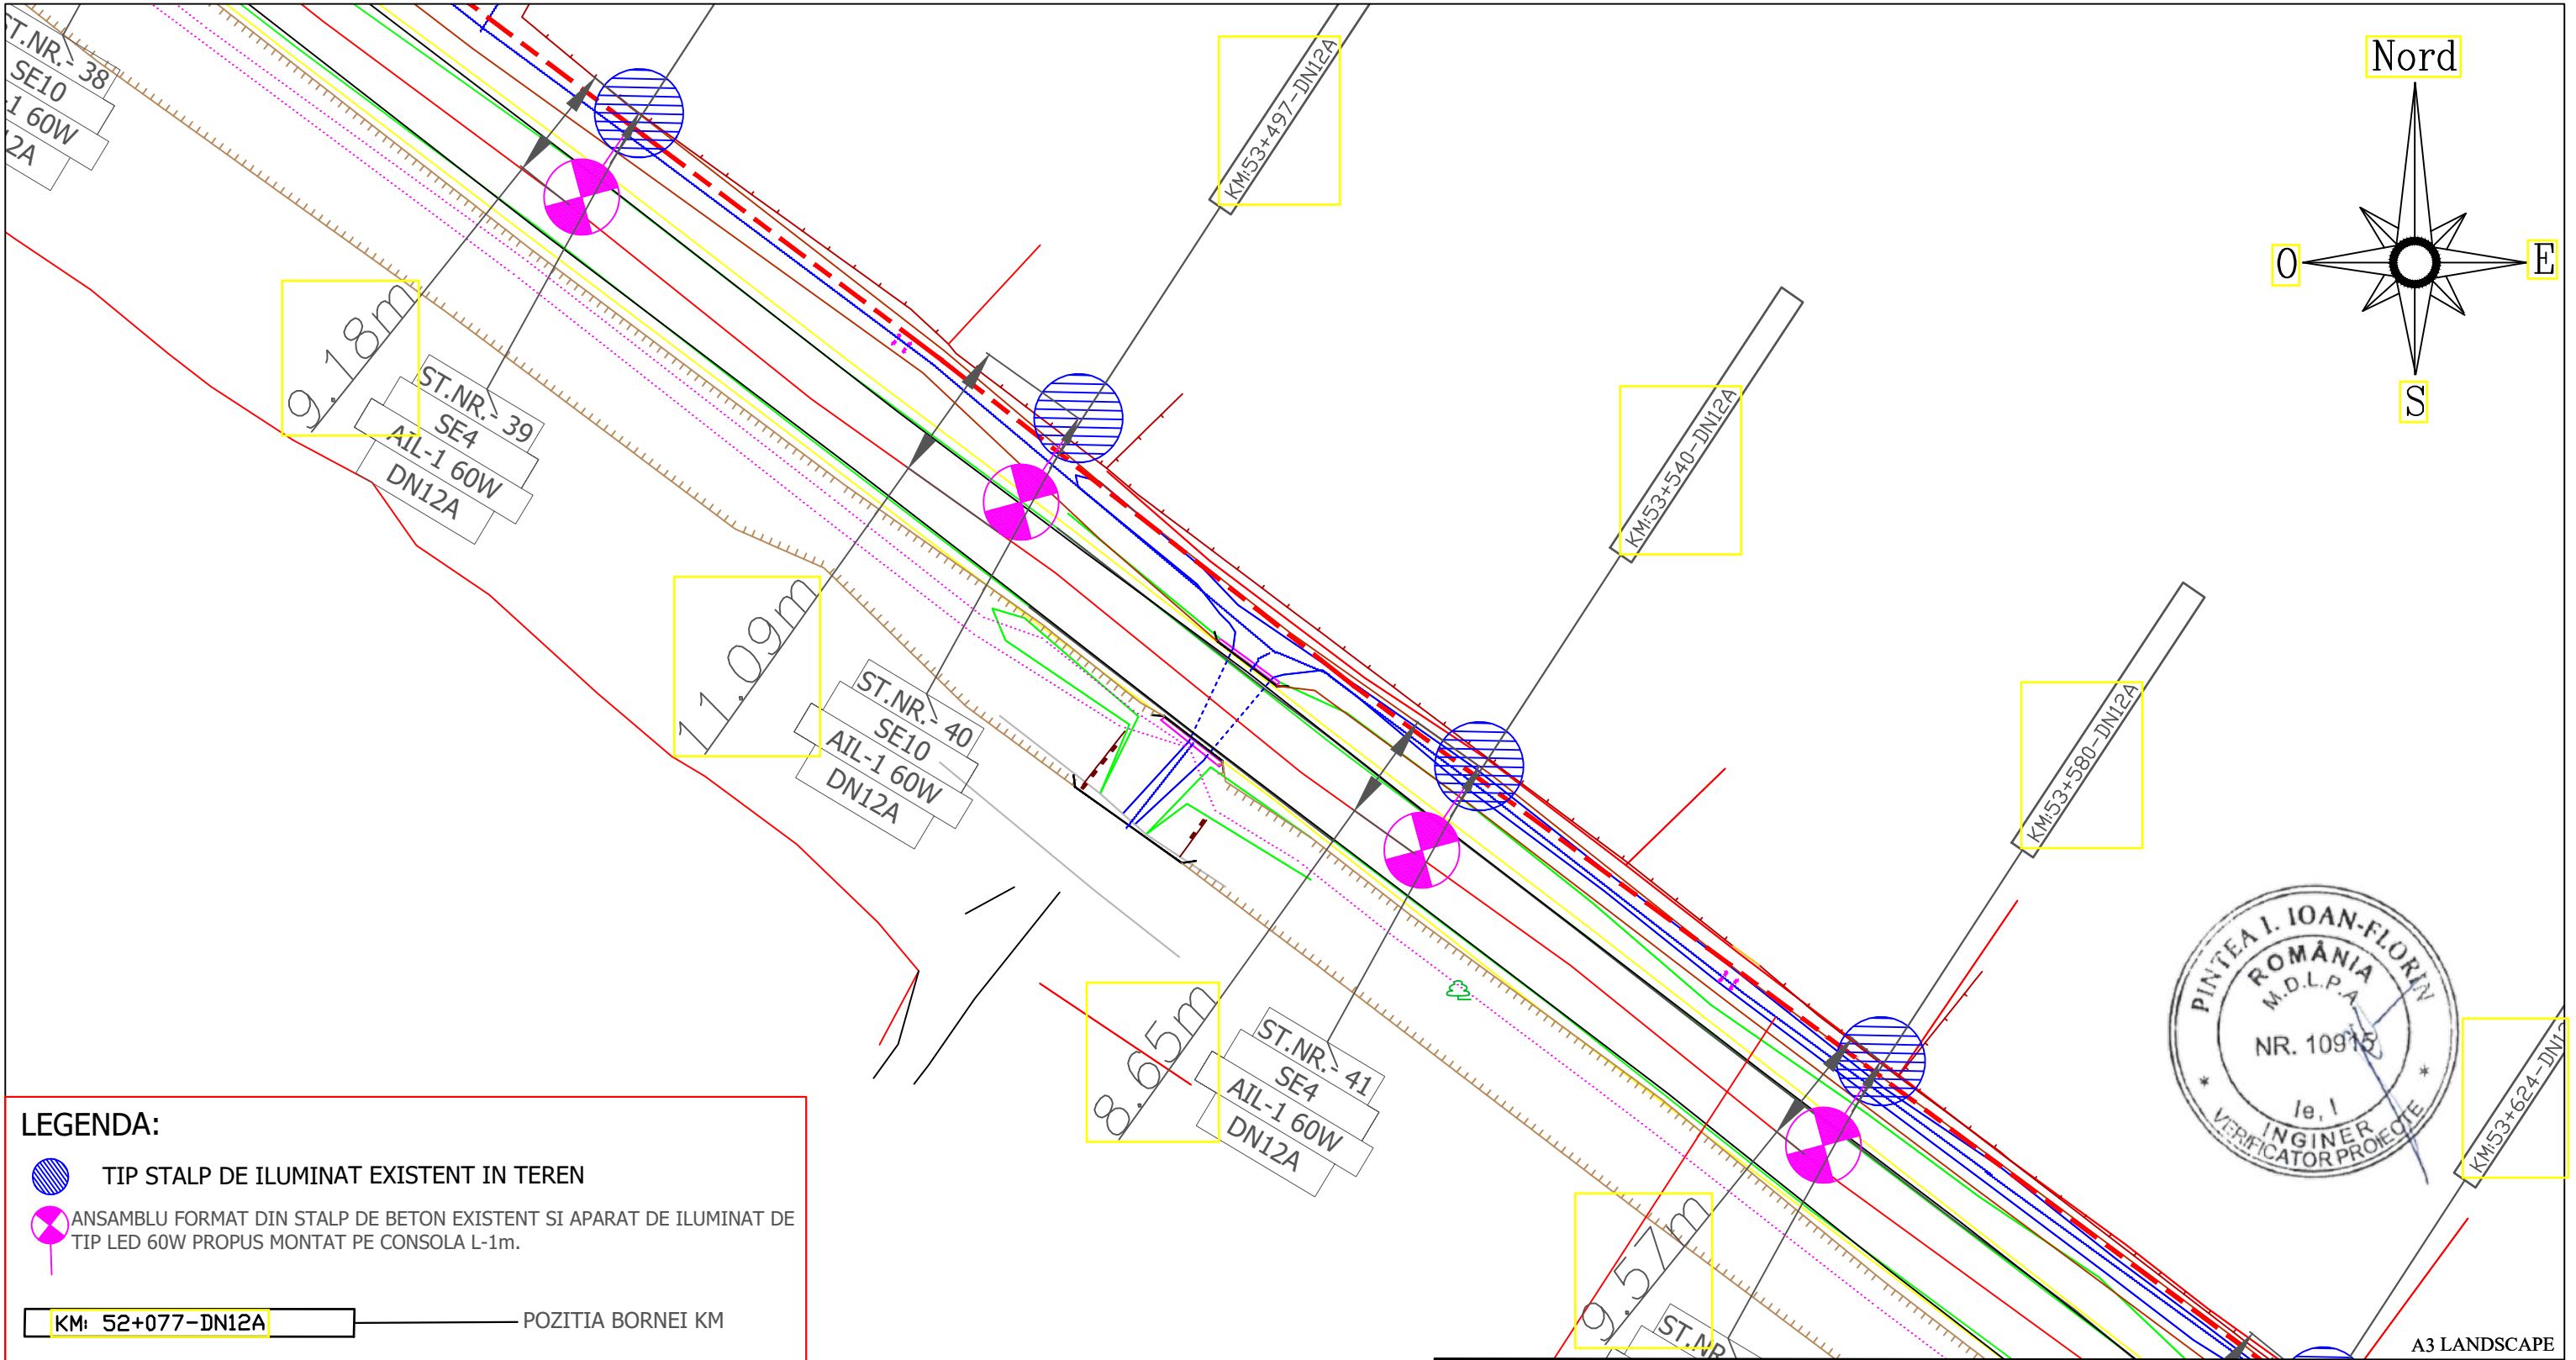 ST.NR.- 38
SE10
-1 60W
12A
KM:53+497-DN12A
Nord
O
E
S
9.18m
ST.NR.- 39
SE4
AIL-1 60W
DN12A
KM:53+540-DN12A
11.09m
ST.NR.- 40
SE10
AIL-1 60W
DN12A
KM:53+580-DN12A
8.65m
ST.NR.- 41
SE4
AIL-1 60W
DN12A
PINTEA I. IOAN-FLORIN
ROMÂNIA
M.D.L.P.A.
NR. 10915
Ie, I
INGINER
VERIFICATOR PROIECTE
KM:53+624-DN12
9.57m
ST.NR
LEGENDA:
TIP STALP DE ILUMINAT EXISTENT IN TEREN
ANSAMBLU FORMAT DIN STALP DE BETON EXISTENT SI APARAT DE ILUMINAT DE
TIP LED 60W PROPUS MONTAT PE CONSOLA L-1m.
KM: 52+077-DN12A
POZITIA BORNEI KM
A3 LANDSCAPE